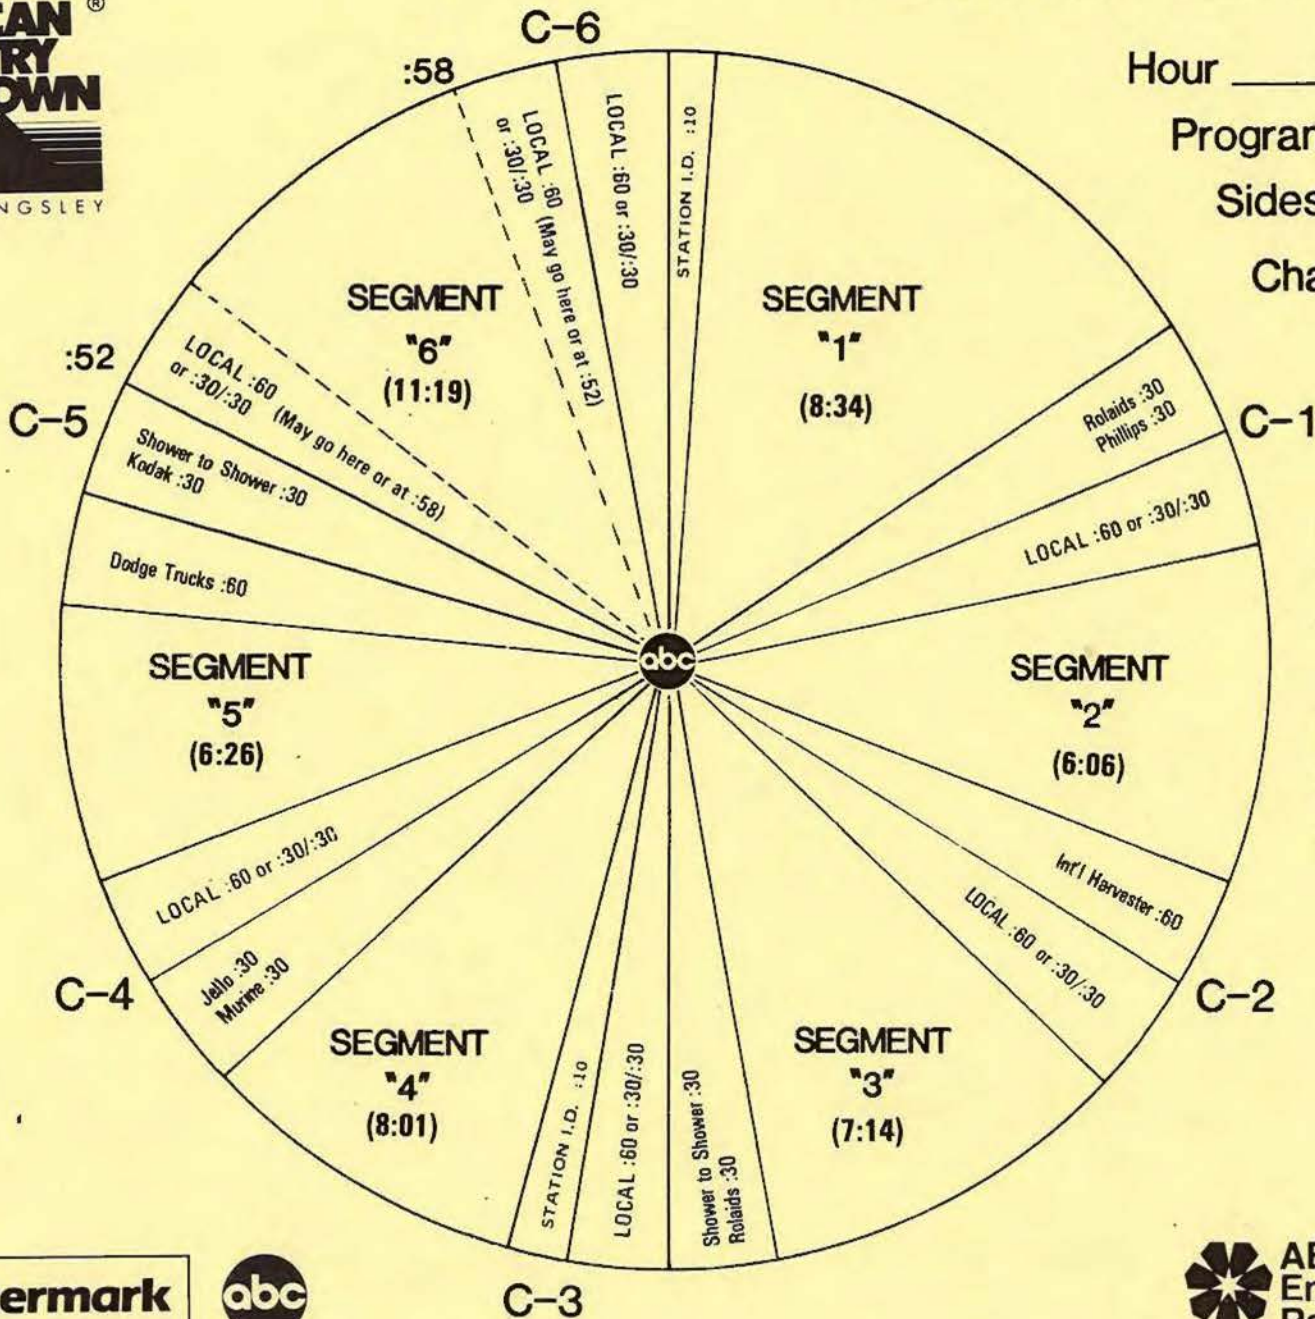 ®
C-6
:58
Hour
LOCAL :60 (May go here or at :52)
or :30/:30
LOCAL :60 or :30/:30
STATION I.D. :10
NGSLEY
SEGMENT
"6"
(11:19)
SEGMENT
"1"
(8:34)
:52
C-5
LOCAL :60 (May go here or at :58)
or :30/:30
Shower to Shower :30
Kodak :30
Dodge Trucks :60
Rolaids :30
Phillips :30
C-1
LOCAL :60 or :30/:30
abc
SEGMENT
"5"
(6:26)
SEGMENT
"2"
(6:06)
LOCAL :60 or :30/:30
C-4
Jello :30
Murine :30
Int'l Harvester :60
LOCAL :60 or :30/:30
C-2
SEGMENT
"4"
(8:01)
STATION I.D. :10
LOCAL :60 or :30/:30
Shower to Shower :30
Rolaids :30
SEGMENT
"3"
(7:14)
C-3
ermark
abc